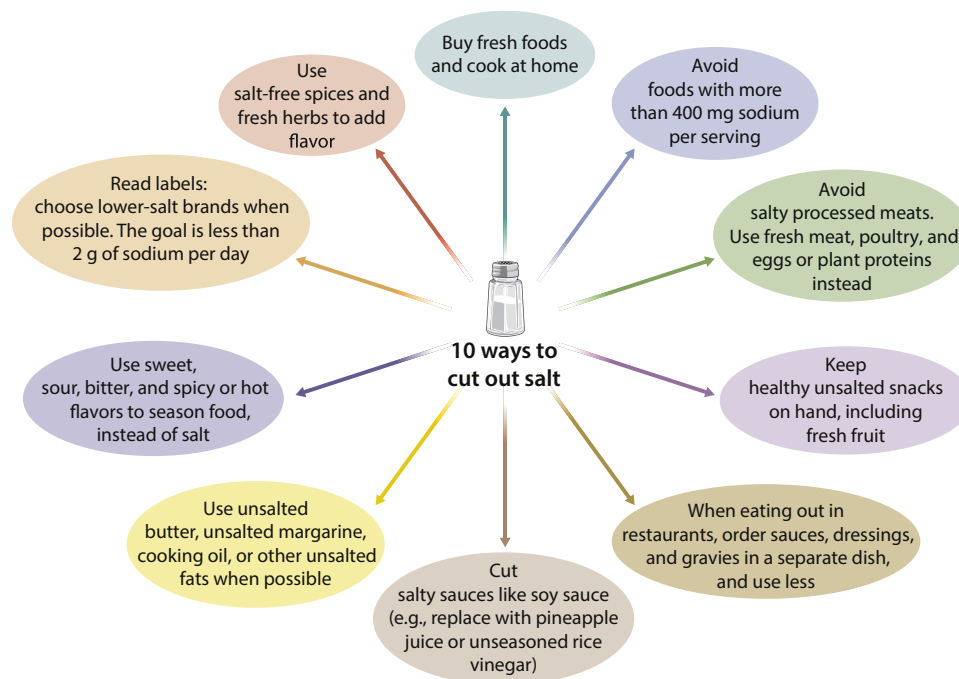 Buy fresh foods
and cook at home
Avoid
foods with more
than 400 mg sodium
per serving
Avoid
salty processed meats.
Use fresh meat, poultry, and
eggs or plant proteins
instead
Keep
healthy unsalted snacks
on hand, including
fresh fruit
When eating out in
restaurants, order sauces, dressings,
and gravies in a separate dish,
and use less
Cut
salty sauces like soy sauce
(e.g., replace with pineapple
juice or unseasoned rice
vinegar)
Use unsalted
butter, unsalted margarine,
cooking oil, or other unsalted
fats when possible
Use sweet,
sour, bitter, and spicy or hot
flavors to season food,
instead of salt
Read labels:
choose lower-salt brands when
possible. The goal is less than
2 g of sodium per day
Use
salt-free spices and
fresh herbs to add
flavor
10 ways to
cut out salt